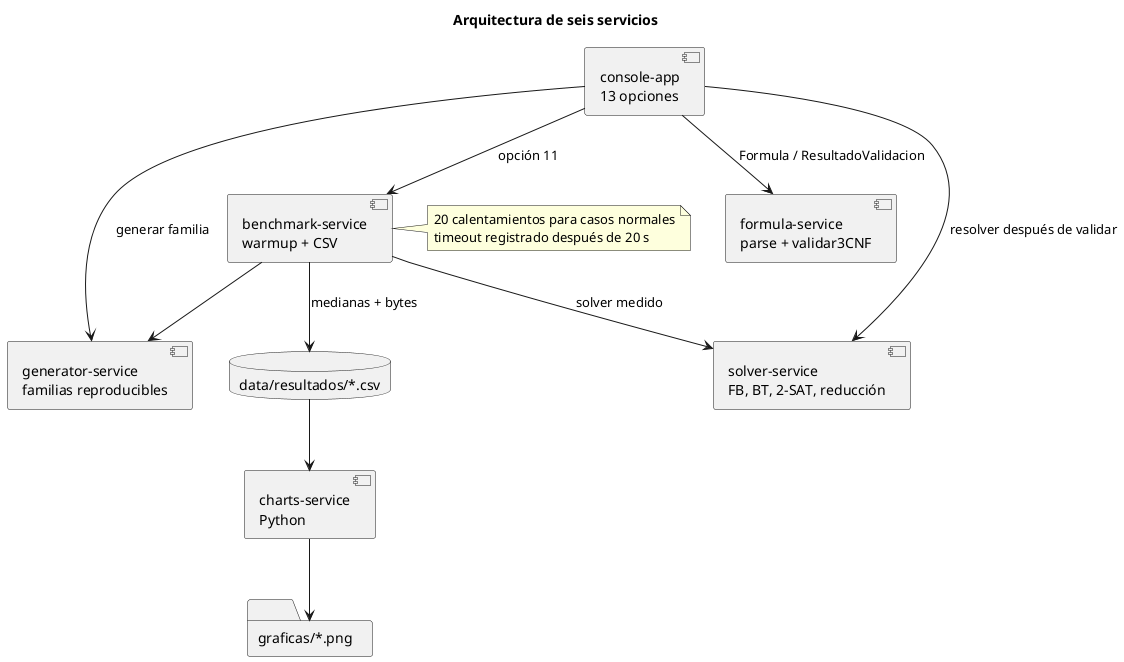 Arquitectura de seis servicios
console-app
13 opciones
opción 11
Formula / ResultadoValidacion
generar familia
benchmark-service
warmup + CSV
20 calentamientos para casos normales
timeout registrado después de 20 s
formula-service
parse + validar3CNF
resolver después de validar
medianas + bytes
solver medido
generator-service
familias reproducibles
data/resultados/*.csv
solver-service
FB, BT, 2-SAT, reducción
charts-service
Python
graficas/*.png